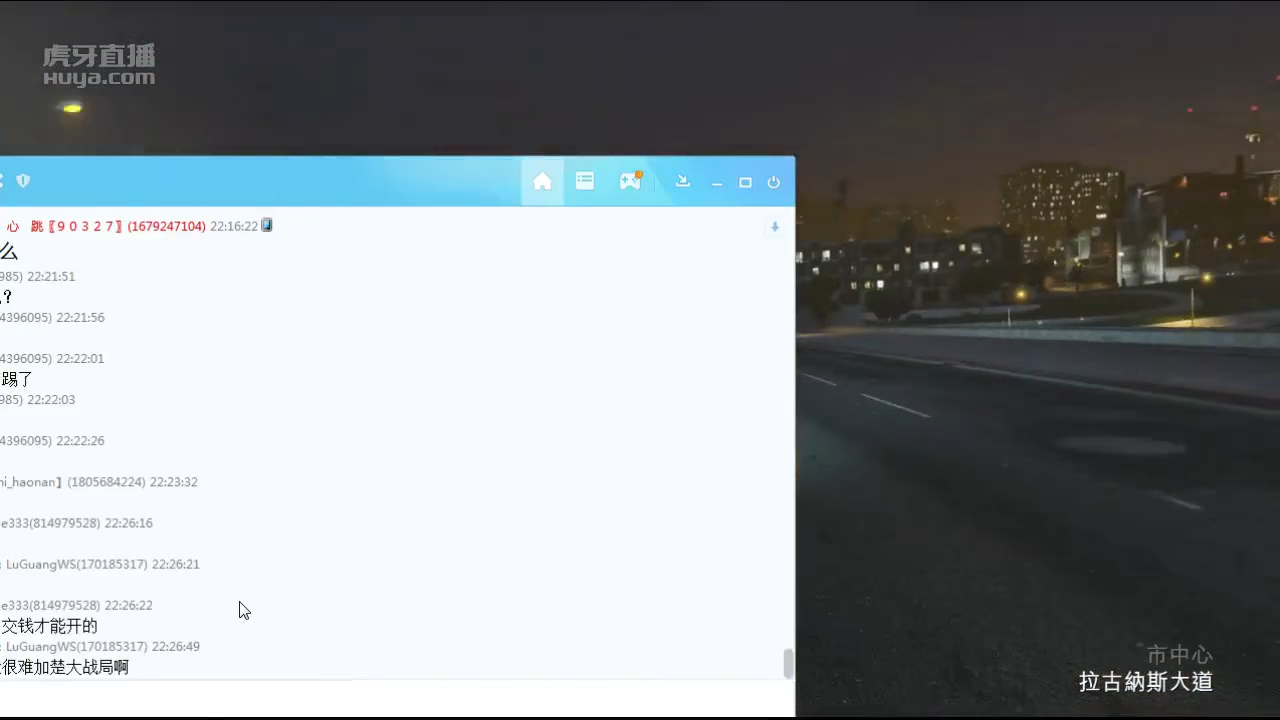 虎牙直播
Huya.com
心 跳〖9 0 3 2 7〗(1679247104) 22:16:22
么
985) 22:21:51
?
4396095) 22:21:56
4396095) 22:22:01
踢了
985) 22:22:03
4396095) 22:22:26
ni_haonan】(1805684224) 22:23:32
e333(814979528) 22:26:16
: LuGuangWS(170185317) 22:26:21
e333(814979528) 22:26:22
交钱才能开的
: LuGuangWS(170185317) 22:26:49
很难加楚大战局啊
市中心
拉古納斯大道